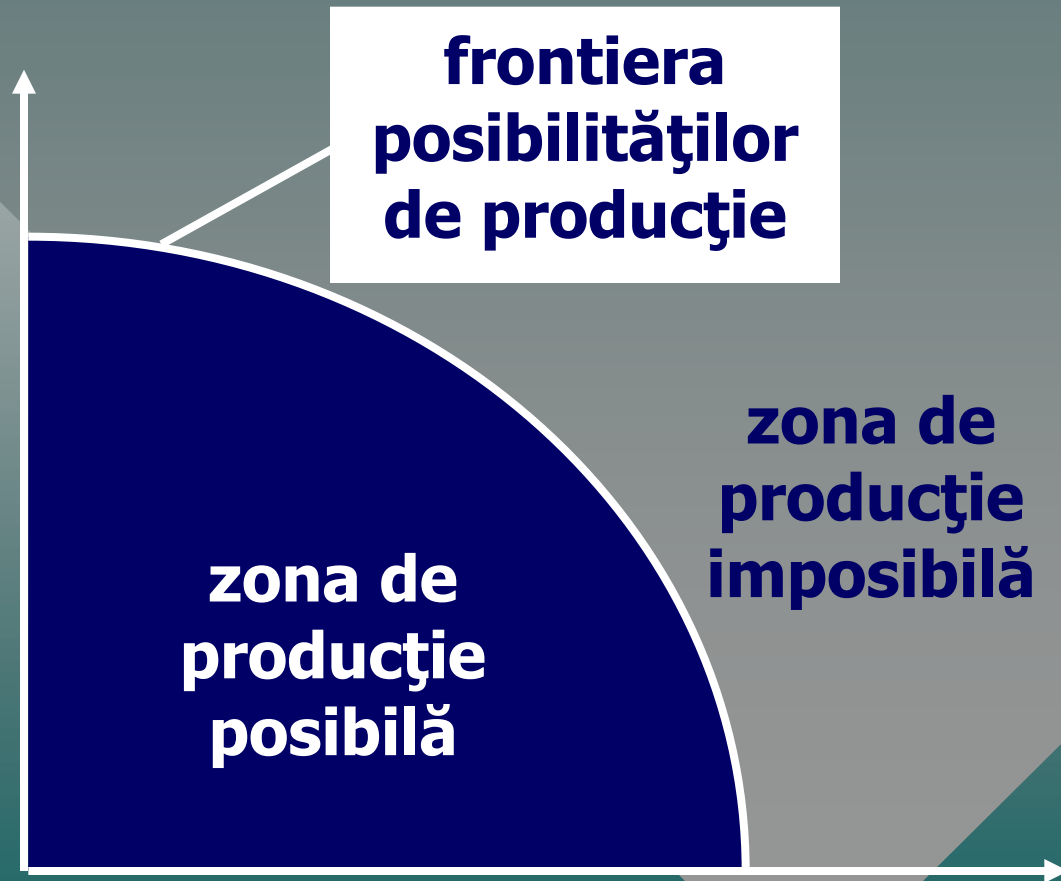 frontiera
posibilităţilor
de producţie
zona de
producţie
imposibilă
zona de
producţie
posibilă